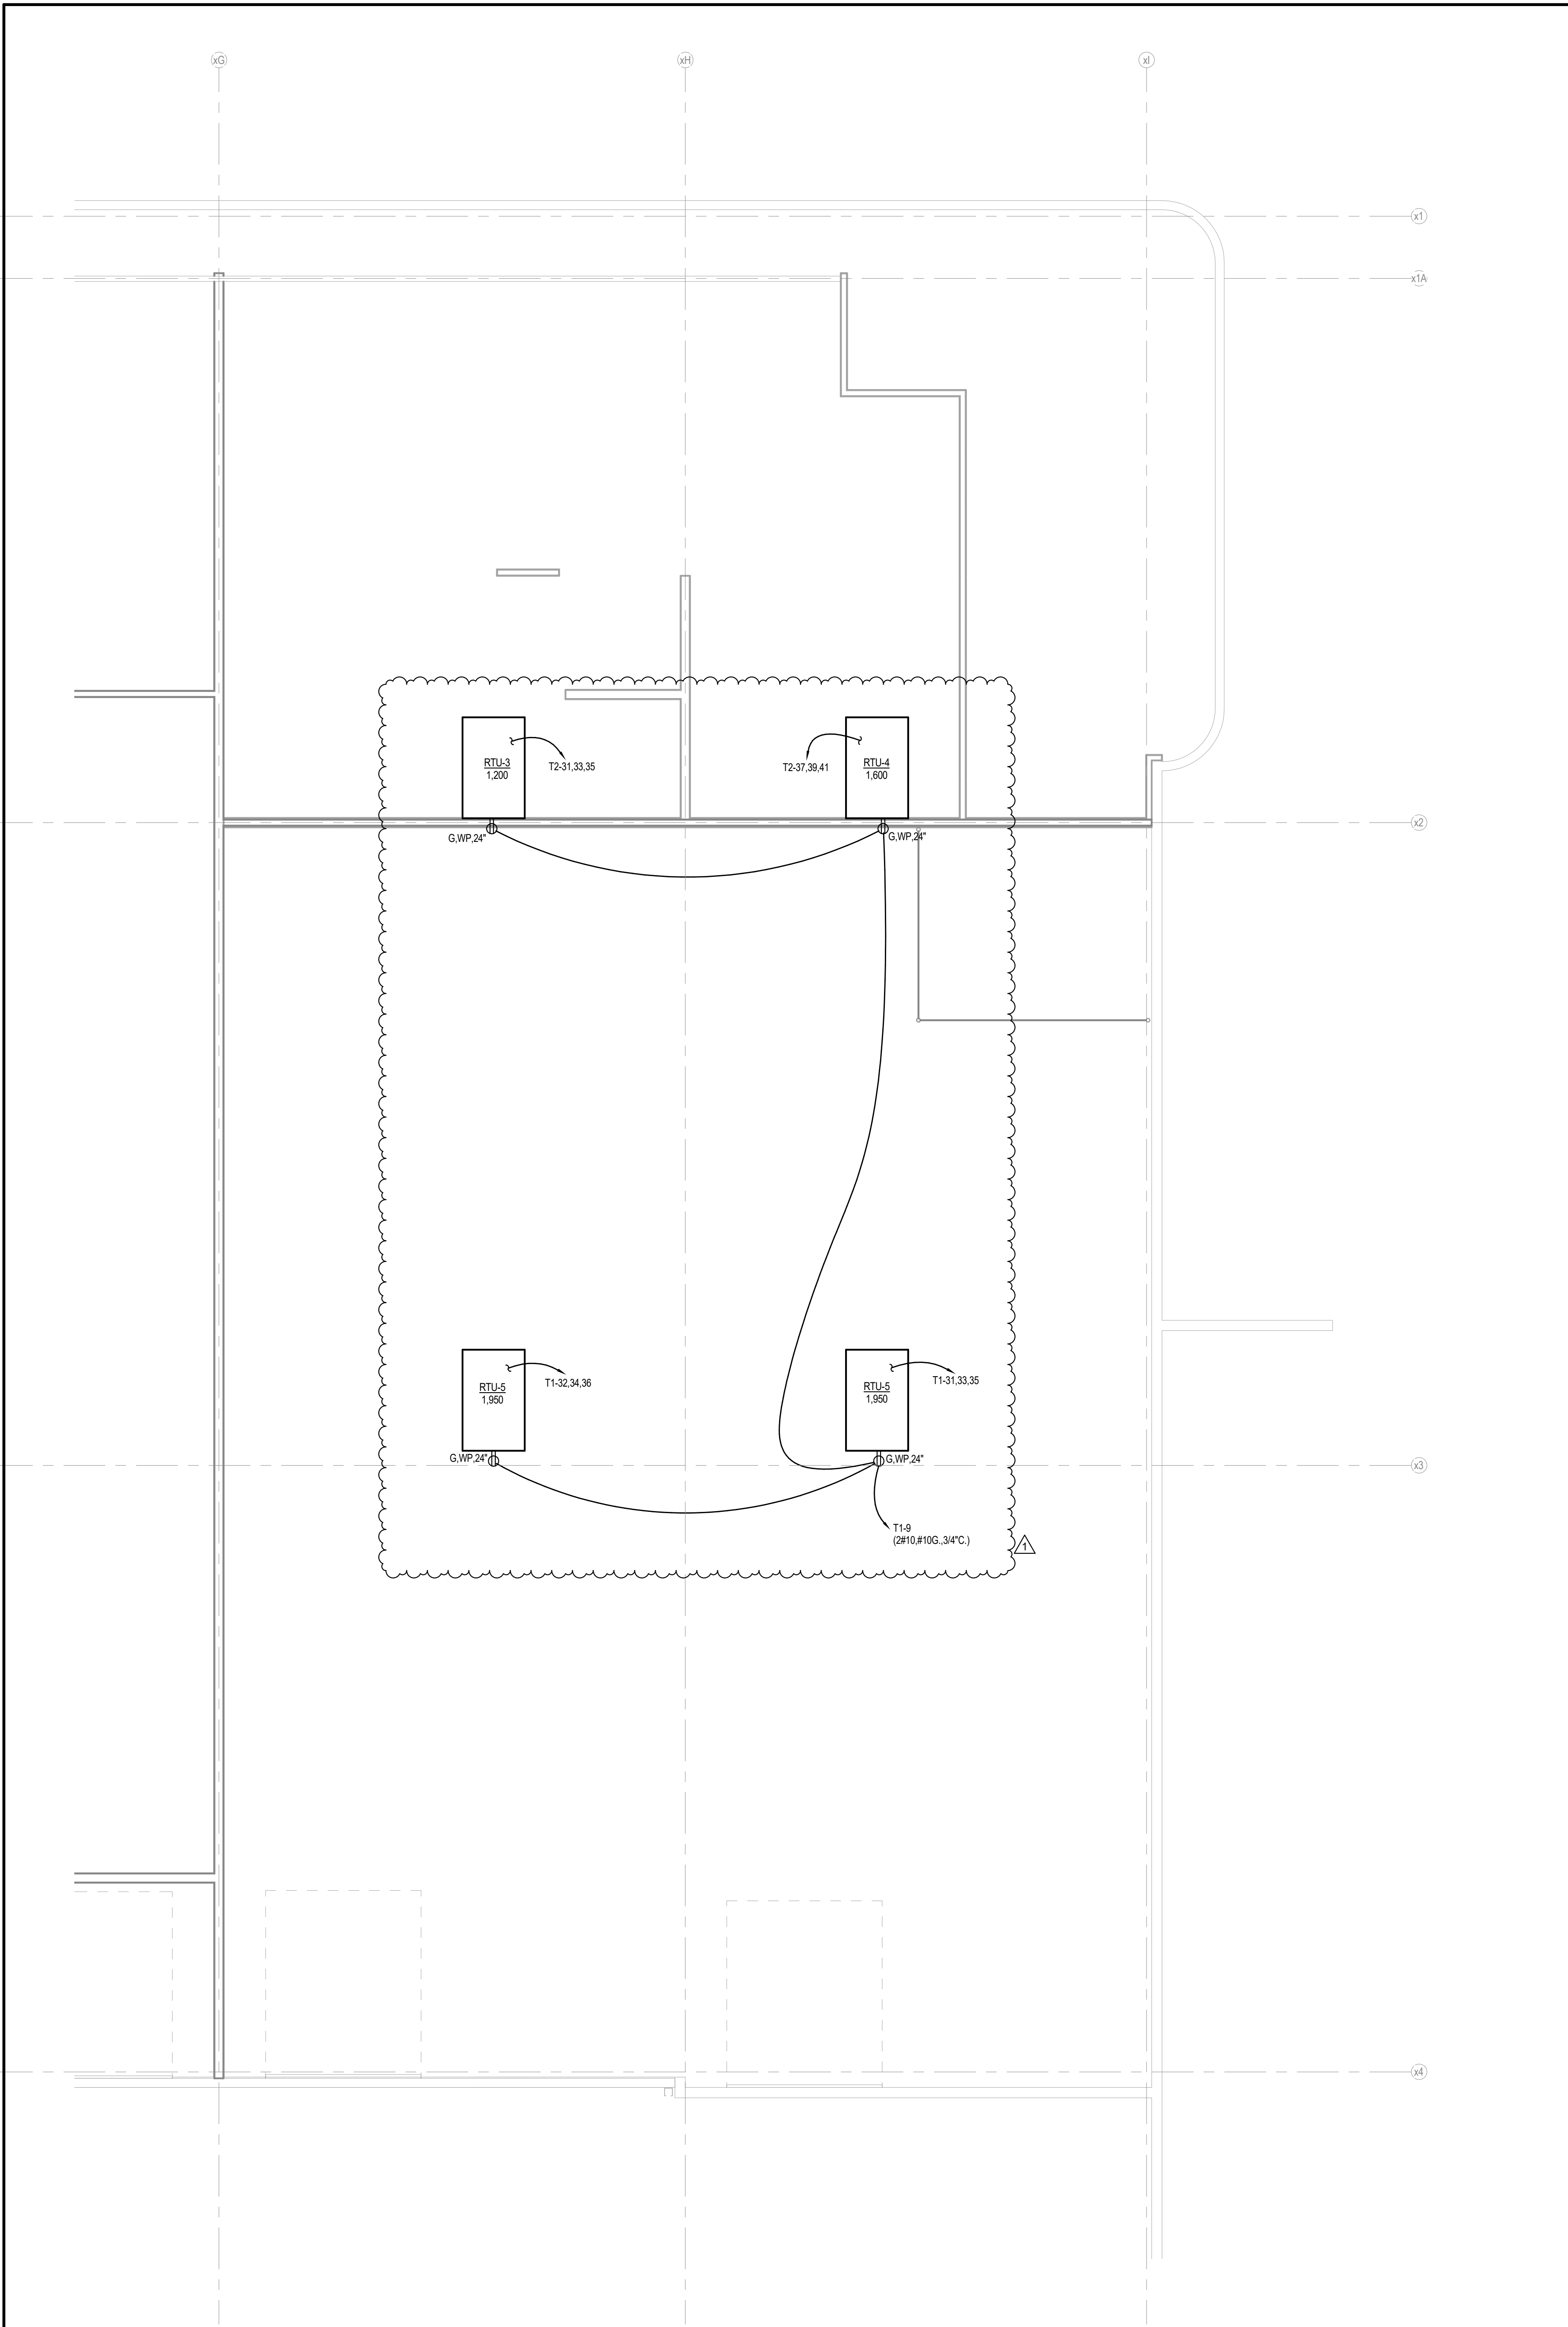 xG
xH
xI
x1
x1A
RTU-3
1,200
T2-31,33,35
T2-37,39,41
RTU-4
1,600
G,WP,24"
G,WP,24"
x2
RTU-5
1,950
T1-32,34,36
RTU-5
1,950
T1-31,33,35
G,WP,24"
G,WP,24"
x3
T1-9
(2#10,#10G.,3/4"C.)
1
x4